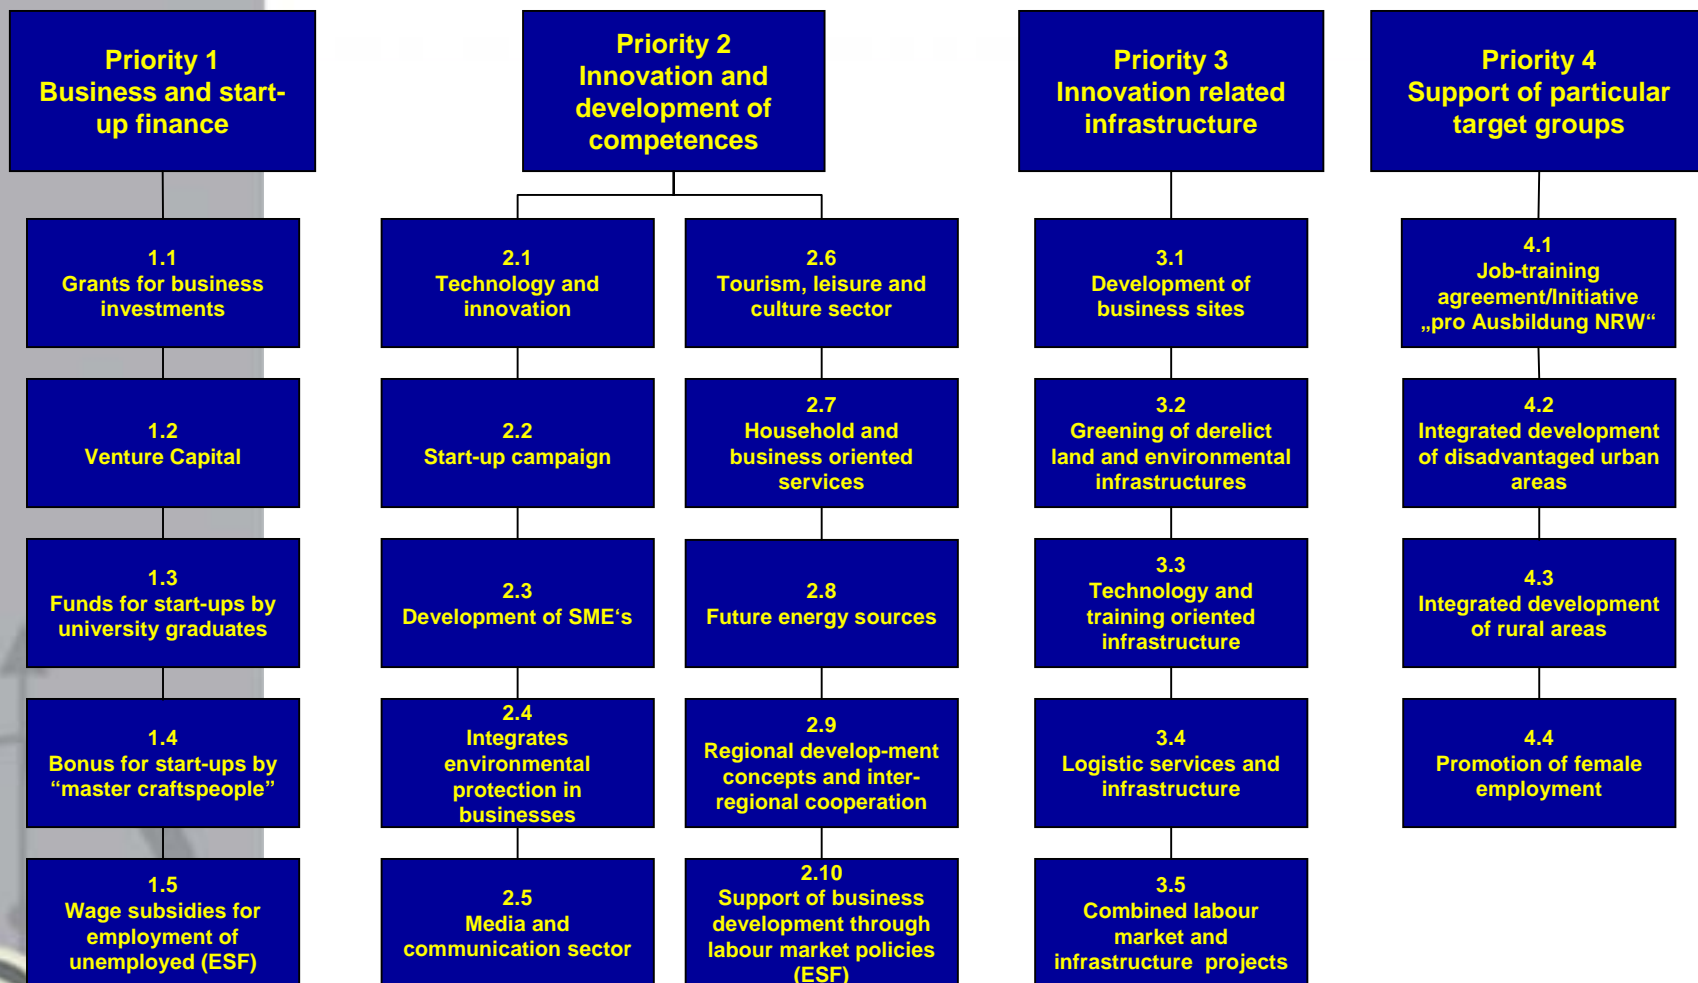 Priority 1
Business and start-
up finance
1.1
Grants for business
investments
1.2
Venture Capital
1.3
Funds for start-ups by
university graduates
1.4
Bonus for start-ups by
“master craftspeople”
1.5
Wage subsidies for
employment of
unemployed (ESF)
Priority 2
Innovation and
development of
competences
2.1
Technology and
innovation
2.2
Start-up campaign
2.3
Development of SME‘s
2.4
Integrates
environmental
protection in
businesses
2.5
Media and
communication sector
2.6
Tourism, leisure and
culture sector
2.7
Household and
business oriented
services
2.8
Future energy sources
2.9
Regional develop-ment
concepts and inter-
regional cooperation
2.10
Support of business
development through
labour market policies
(ESF)
Priority 3
Innovation related
infrastructure
3.1
Development of
business sites
3.2
Greening of derelict
land and environmental
infrastructures
3.3
Technology and
training oriented
infrastructure
3.4
Logistic services and
infrastructure
3.5
Combined labour
market and
infrastructure projects
Priority 4
Support of particular
target groups
4.1
Job-training
agreement/Initiative
„pro Ausbildung NRW“
4.2
Integrated development
of disadvantaged urban
areas
4.3
Integrated development
of rural areas
4.4
Promotion of female
employment